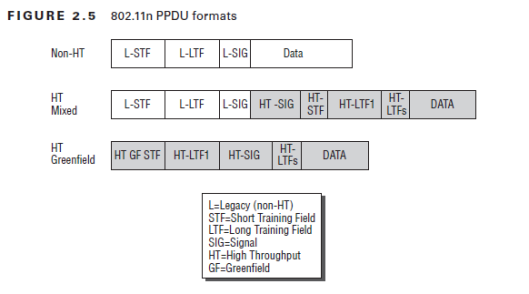 FIGURE 2.5 802.11n PPDU formats
Non-HT L-STF L-LTF L-SIG Data
HT Mixed L-STF L-LTF L-SIG HT-SIG HT-STF HT-LTF1 HT-LTFs DATA
HT Greenfield HT GF STF HT-LTF1 HT-SIG HT-LTFs DATA
L=Legacy (non-HT)
STF=Short Training Field
LTF=Long Training Field
SIG=Signal
HT=High Throughput
GF=Greenfield